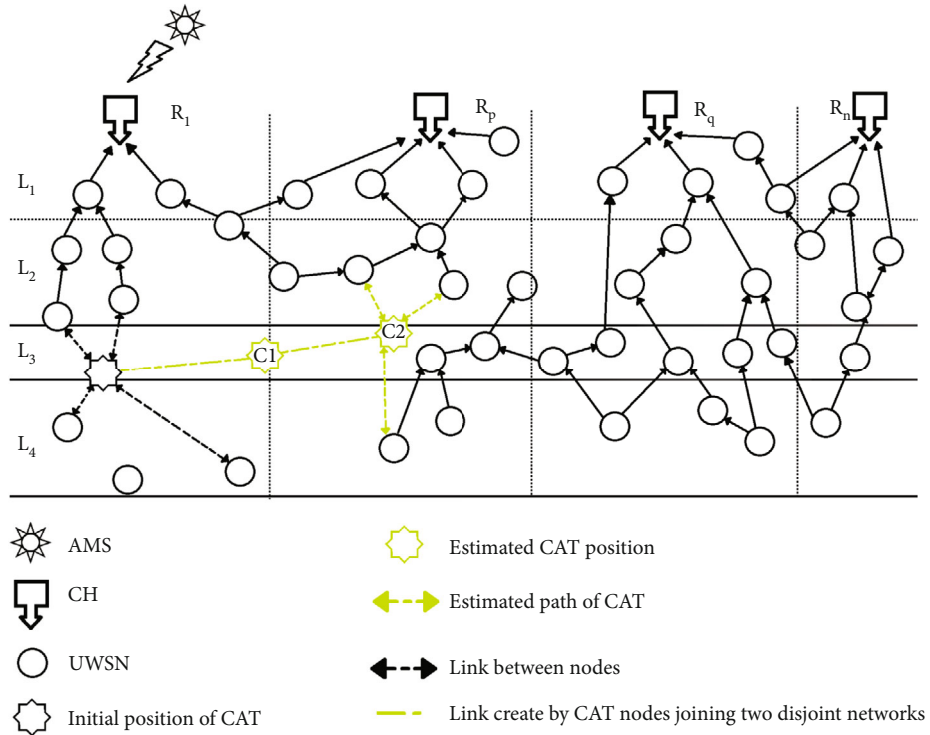 R1
Rp
Rq
Rn
L1
L2
L3
L4
C1
C2
AMS
CH
UWSN
Initial position of CAT
Estimated CAT position
Estimated path of CAT
Link between nodes
Link create by CAT nodes joining two disjoint networks